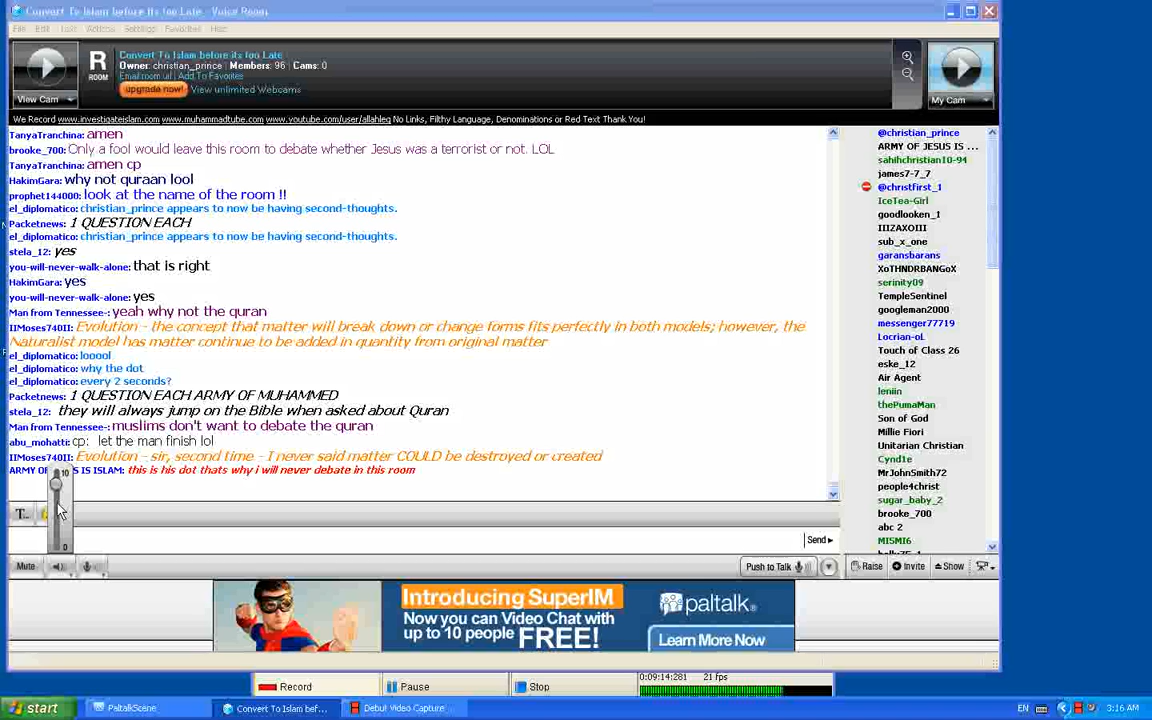 Convert To Islam before its too Late - Voice Room
File Edit Text Actions Settings Favorites
View Cam
R
ROOM
Convert To Islam before its too Late
Owner: christian_prince | Members: 96 | Cams: 0
Email room url | Add To Favorites
upgrade now! View unlimited Webcams
My Cam
We Record www.investigateislam.com www.muhammadtube.com www.youtube.com/user/allahleg No Links, Filthy Language, Denominations or Red Text Thank You!
TanyaTranchina: amen
brooke_700: Only a fool would leave this room to debate whether Jesus was a terrorist or not. LOL
TanyaTranchina: amen cp
HakimGara: why not quraan lool
prophet144000: look at the name of the room !!
el_diplomatico: christian_prince appears to now be having second-thoughts.
Packetnews: 1 QUESTION EACH
el_diplomatico: christian_prince appears to now be having second-thoughts.
stela_12: yes
you-will-never-walk-alone: that is right
HakimGara: yes
you-will-never-walk-alone: yes
Man from Tennessee-: yeah why not the quran
IIMoses740II: Evolution - the concept that matter will break down or change forms fits perfectly in both models; however, the
Naturalist model has matter continue to be added in quantity from original matter
el_diplomatico: looool
el_diplomatico: why the dot
el_diplomatico: every 2 seconds?
Packetnews: 1 QUESTION EACH ARMY OF MUHAMMED
stela_12: they will always jump on the Bible when asked about Quran
Man from Tennessee-: muslims don't want to debate the quran
abu_mohatti: cp: let the man finish lol
IIMoses740II: Evolution - sir, second time - I never said matter COULD be destroyed or created
ARMY OF S IS ISLAM: this is his dot thats why i will never debate in this room
10
0
T..
Send
Mute
Push to Talk
@christian_prince
ARMY OF JESUS IS ...
sahihchristian10-94
james7-7_7
@christfirst_1
IceTea-Girl
goodlooken_1
IIIZAXOIII
sub_x_one
garansbarans
XoTHNDRBANGoX
serinity09
TempleSentinel
googleman2000
messenger77719
Locrian-oL
Touch of Class 26
eske_12
Air Agent
leniin
thePumaMan
Son of God
Millie Fiori
Unitarian Christian
Cynd1e
MrJohnSmith72
people4christ
sugar_baby_2
brooke_700
abc 2
MISMI6
Raise Invite Show
Introducing SuperIM
Now you can Video Chat with
up to 10 people FREE!
paltalk
Learn More Now
Record Pause Stop 0:09:14:281 21 fps
start PaltalkScene Convert To Islam bef... Debut Video Capture EN 3:16 AM